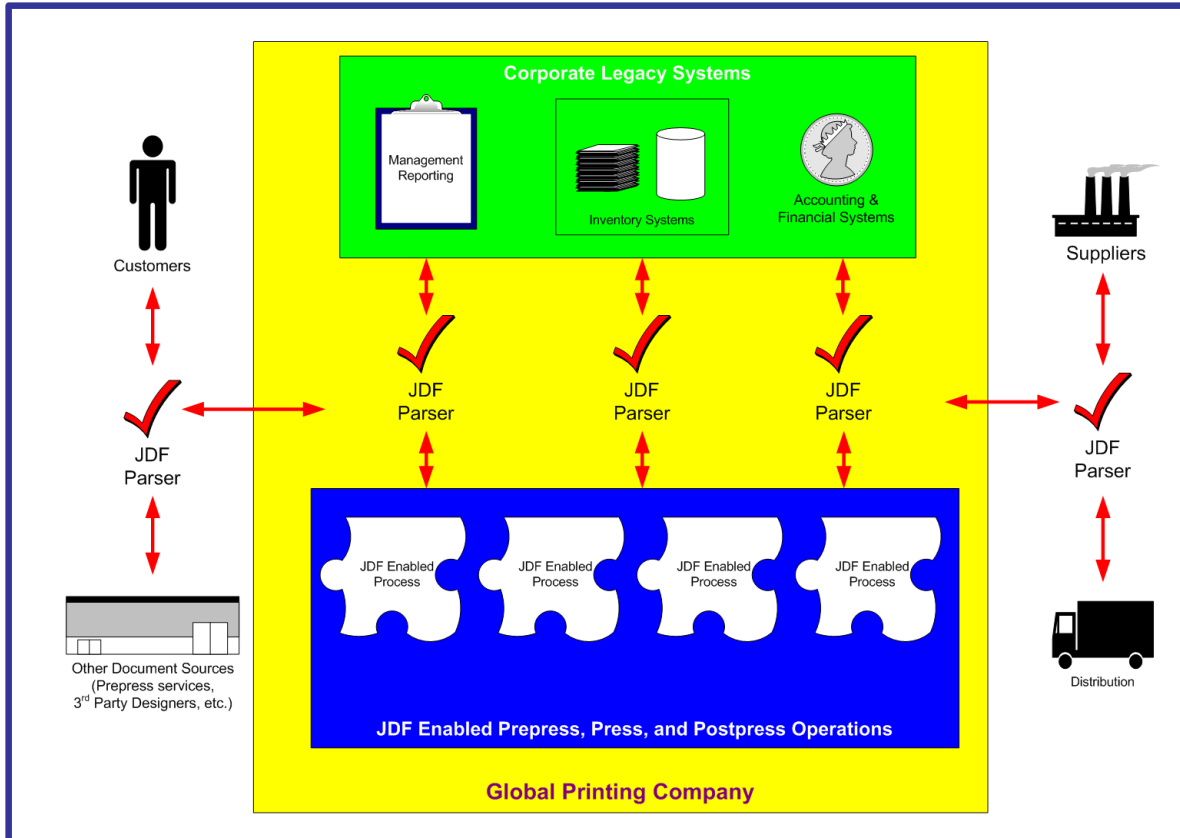 Corporate Legacy Systems
Management
Reporting
Inventory Systems
Accounting &
Financial Systems
Customers
Suppliers
JDF
Parser
JDF
Parser
JDF
Parser
JDF
Parser
JDF
Parser
JDF Enabled
Process
JDF Enabled
Process
JDF Enabled
Process
JDF Enabled
Process
Other Document Sources
(Prepress services,
3rd Party Designers, etc.)
Distribution
JDF Enabled Prepress, Press, and Postpress Operations
Global Printing Company